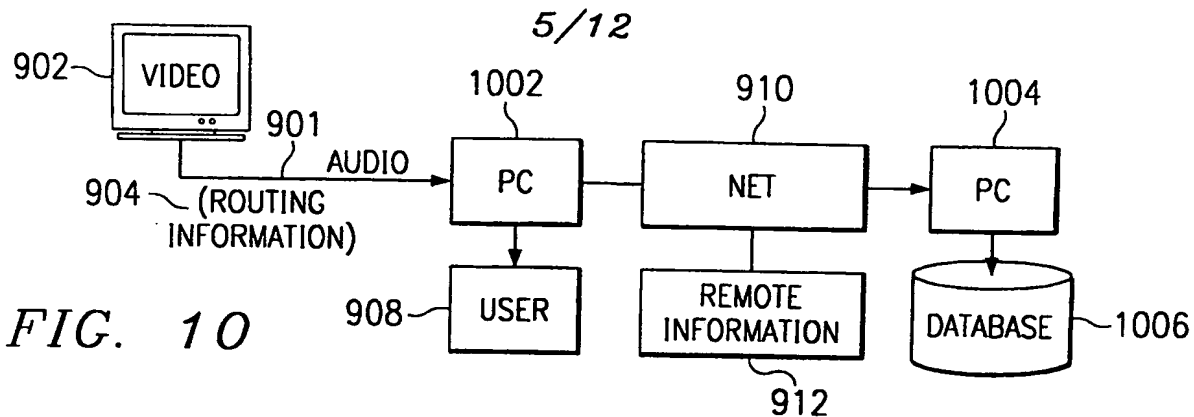 5/12
902
VIDEO
901
AUDIO
904
(ROUTING
INFORMATION)
1002
PC
910
NET
1004
PC
908
USER
REMOTE
INFORMATION
912
DATABASE
1006
FIG. 10